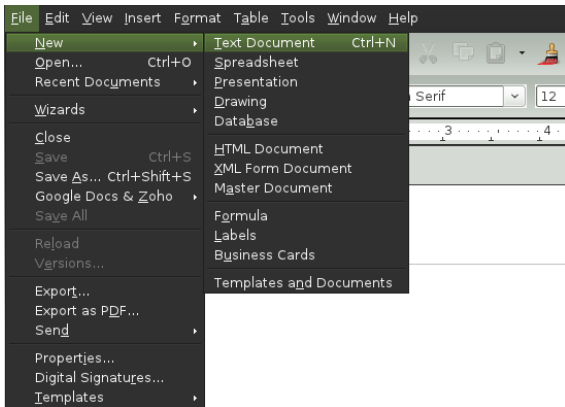 File Edit View Insert Format Table Tools Window Help
New
Open... Ctrl+O
Recent Documents
Wizards
Close
Save Ctrl+S
Save As... Ctrl+Shift+S
Google Docs & Zoho
Save All
Reload
Versions...
Export...
Export as PDF...
Send
Properties...
Digital Signatures...
Templates
Text Document Ctrl+N
Spreadsheet
Presentation
Drawing
Database
HTML Document
XML Form Document
Master Document
Formula
Labels
Business Cards
Templates and Documents
Serif 12
3 4